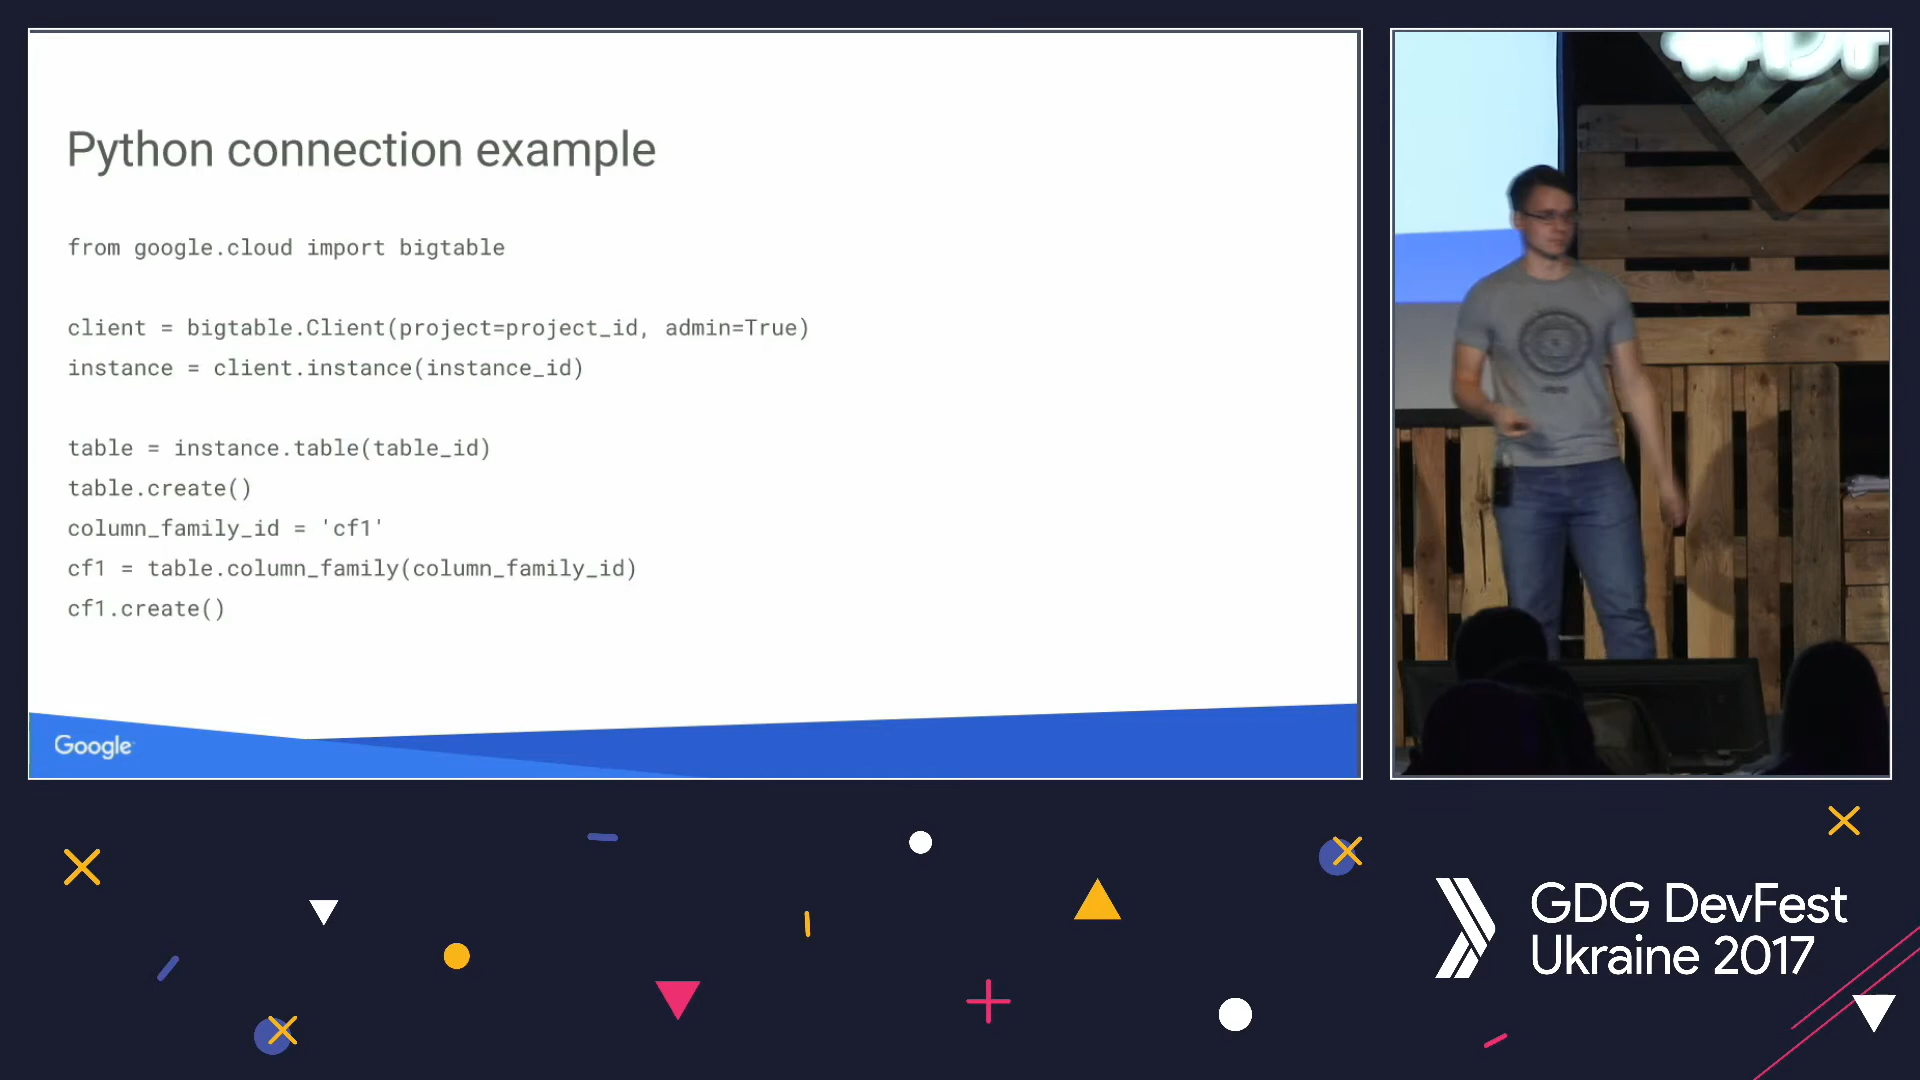 Python connection example
from google.cloud import bigtable
client = bigtable.Client(project=project_id, admin=True)
instance = client.instance(instance_id)
table = instance.table(table_id)
table.create()
column_family_id = 'cf1'
cf1 = table.column_family(column_family_id)
cf1.create()
Google
GDG DevFest
Ukraine 2017